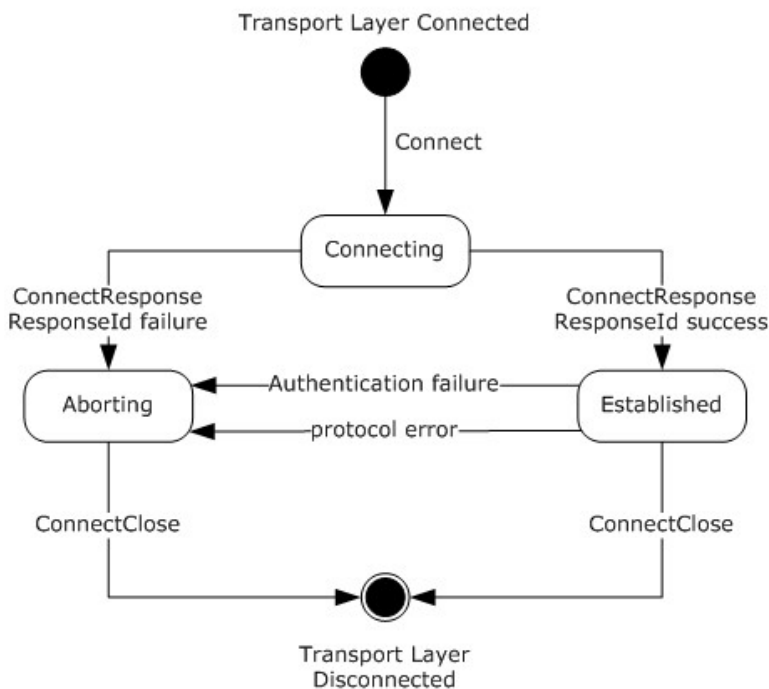 Transport Layer Connected
Connect
Connecting
ConnectResponse
ResponseId failure
ConnectResponse
ResponseId success
Aborting
Authentication failure
Established
protocol error
ConnectClose
ConnectClose
Transport Layer
Disconnected